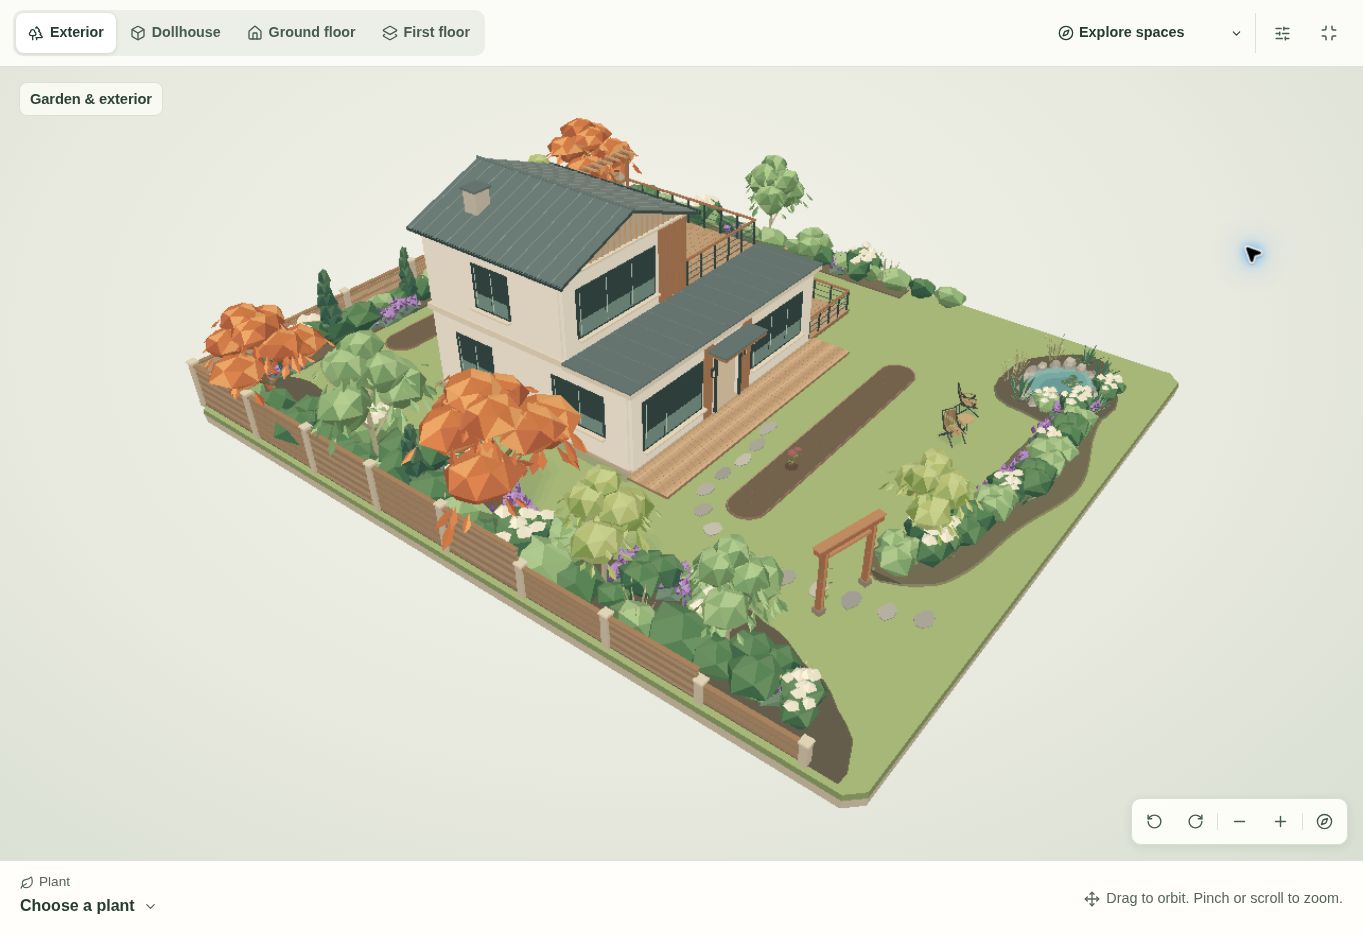 Exterior
Dollhouse
Ground floor
First floor
Explore spaces
Garden & exterior
Plant
Choose a plant
Drag to orbit. Pinch or scroll to zoom.